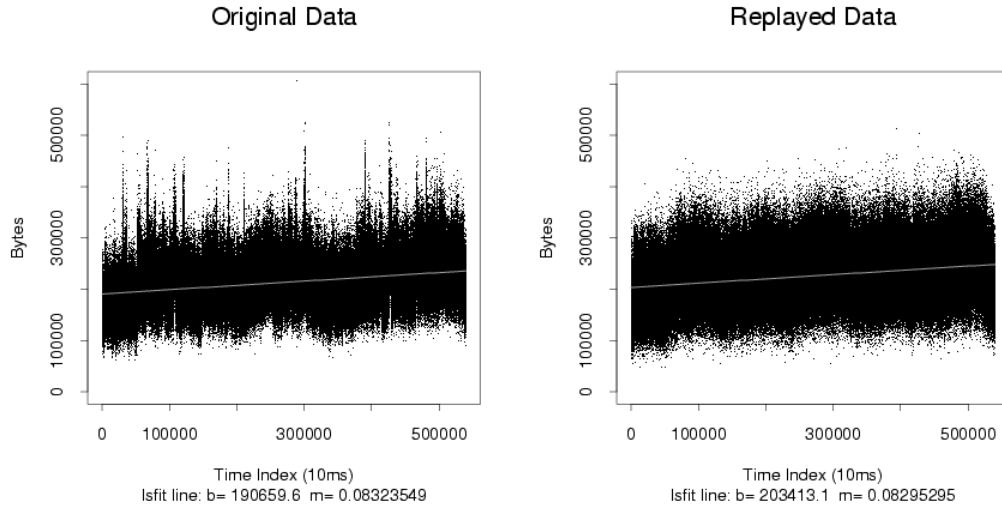 Original Data
Bytes
500000
300000
100000
0
0 100000 300000 500000
Time Index (10ms)
lsfit line: b= 190659.6 m= 0.08323549
Replayed Data
Bytes
500000
300000
100000
0
0 100000 300000 500000
Time Index (10ms)
lsfit line: b= 203413.1 m= 0.08295295